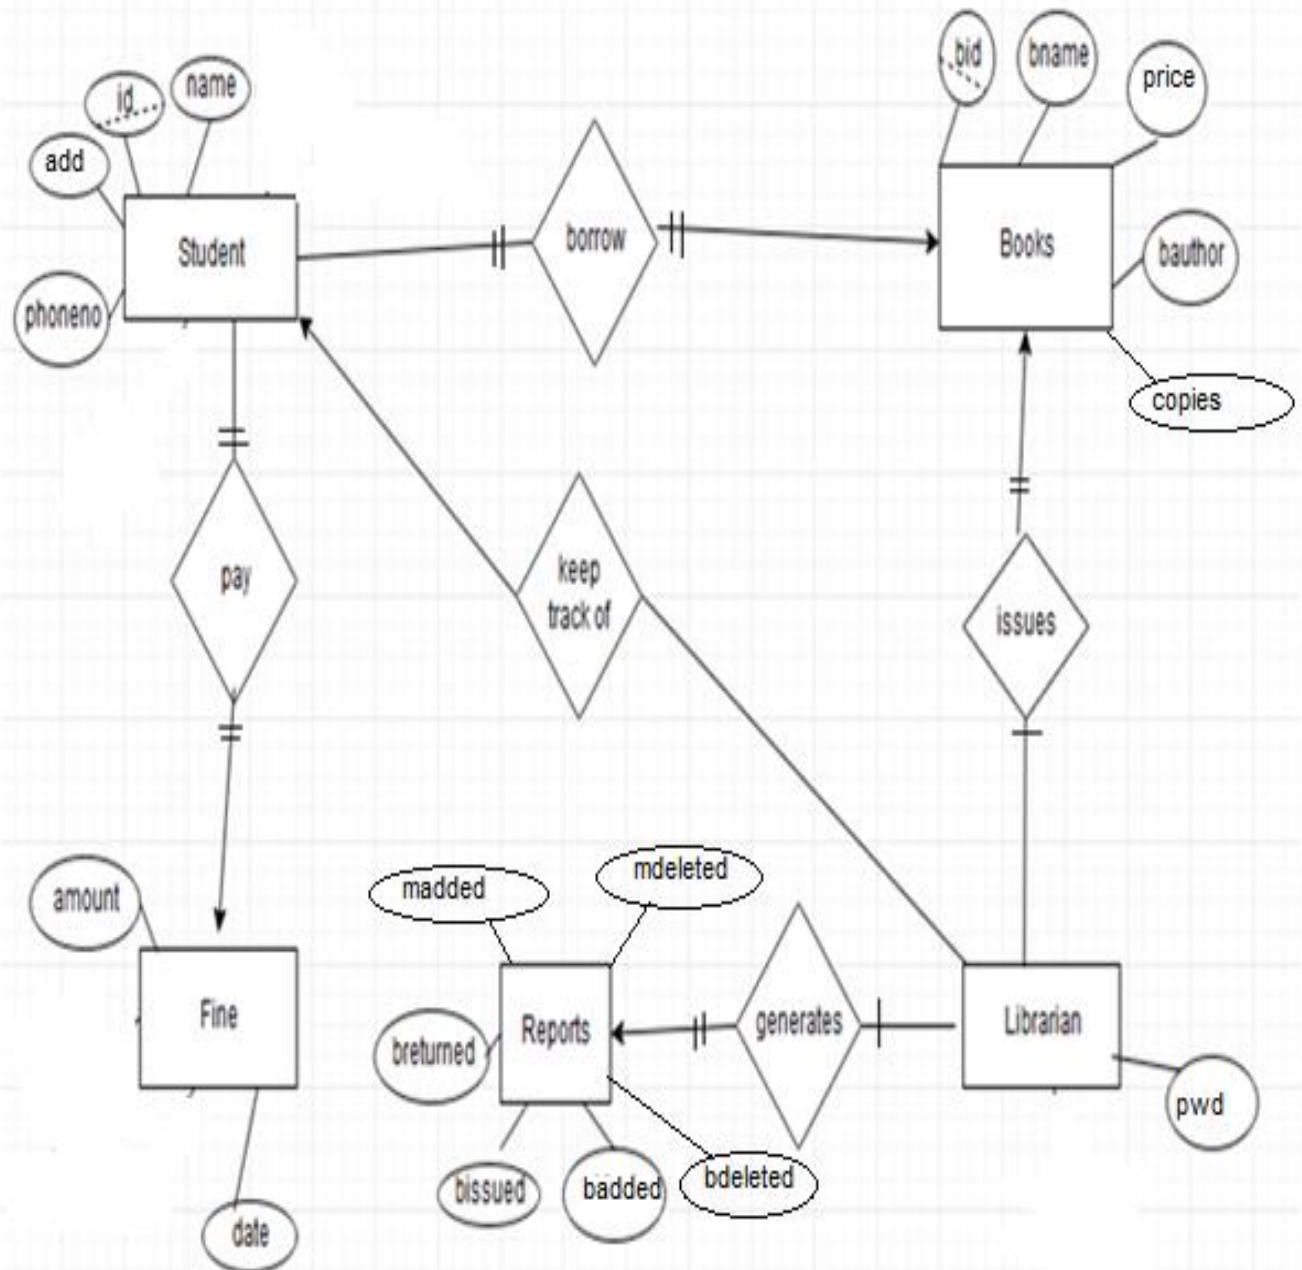 bid
bname
price
id
name
add
Student
borrow
Books
bauthor
phoneno
copies
pay
keep
track of
issues
amount
madded
mdeleted
Fine
breturned
Reports
generates
Librarian
pwd
bissued
badded
bdeleted
date